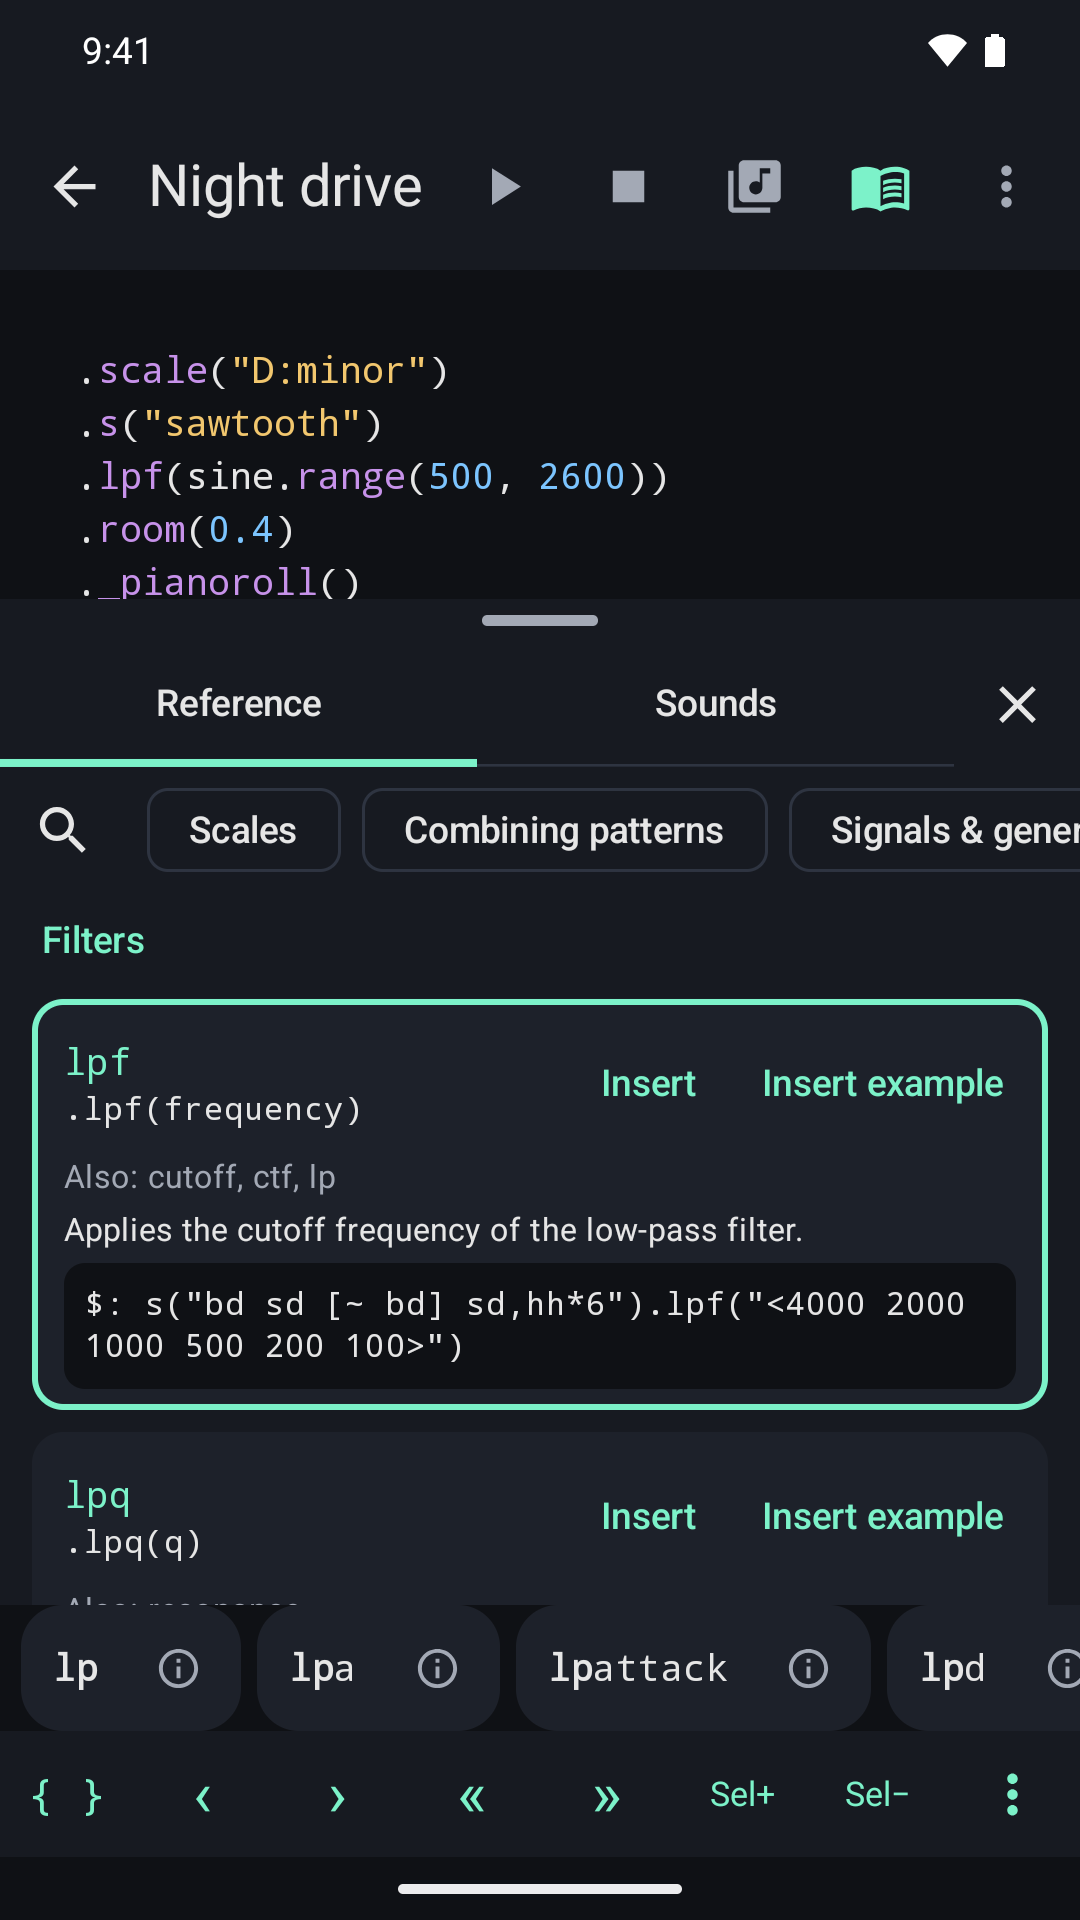 9:41
Night drive
.scale("D:minor")
.s("sawtooth")
.lpf(sine.range(500, 2600))
.room(0.4)
._pianoroll()
Reference
Sounds
Scales
Combining patterns
Signals & gener
Filters
lpf
.lpf(frequency)
Insert
Insert example
Also: cutoff, ctf, lp
Applies the cutoff frequency of the low-pass filter.
$: s("bd sd [~ bd] sd,hh*6").lpf("<4000 2000
1000 500 200 100>")
lpq
.lpq(q)
Insert
Insert example
Also: resonance
lp
lpa
lpattack
lpd
{ }
‹
›
«
»
Sel+
Sel−